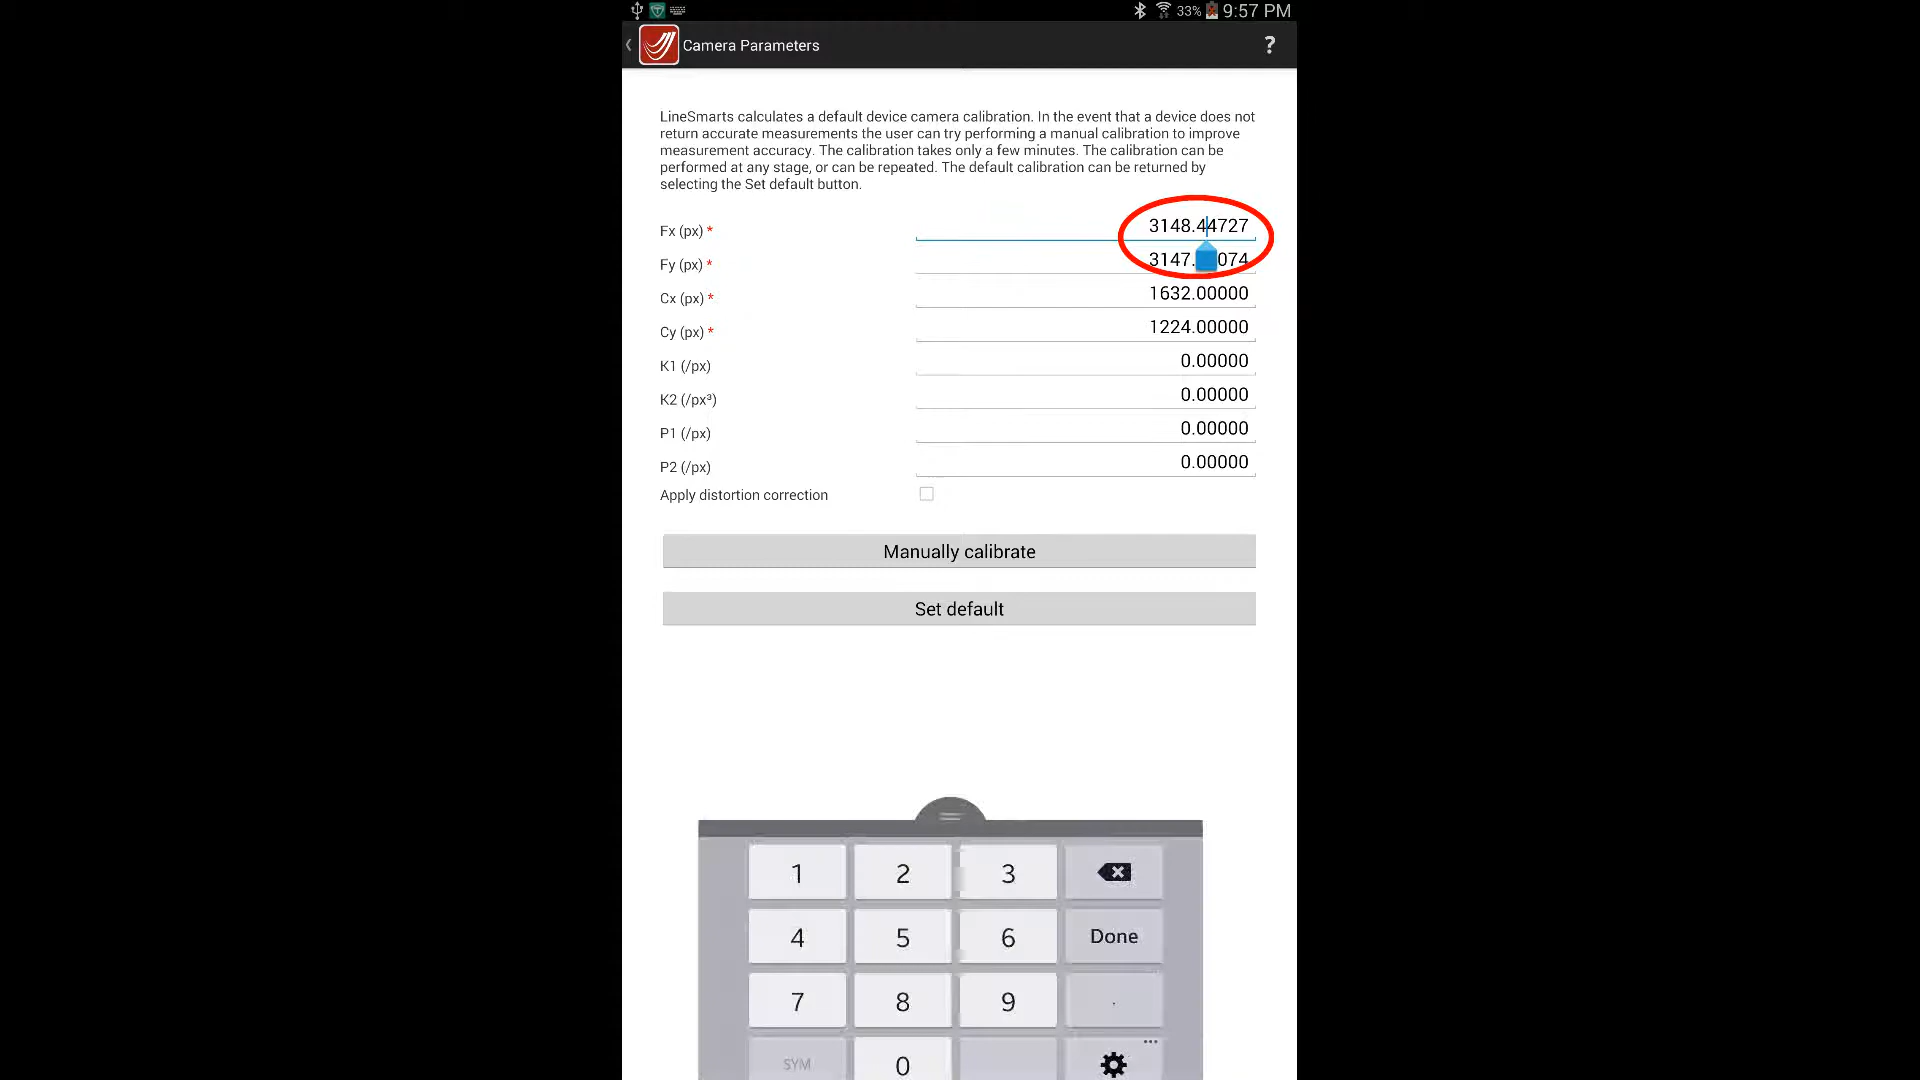 33% 9:57 PM
Camera Parameters ?
LineSmarts calculates a default device camera calibration. In the event that a device does not
return accurate measurements the user can try performing a manual calibration to improve
measurement accuracy. The calibration takes only a few minutes. The calibration can be
performed at any stage, or can be repeated. The default calibration can be returned by
selecting the Set default button.
Fx (px) * 3148.44727
Fy (px) * 3147. 074
Cx (px) * 1632.00000
Cy (px) * 1224.00000
K1 (/px) 0.00000
K2 (/px³) 0.00000
P1 (/px) 0.00000
P2 (/px) 0.00000
Apply distortion correction
Manually calibrate
Set default
1 2 3
4 5 6 Done
7 8 9 .
SYM 0